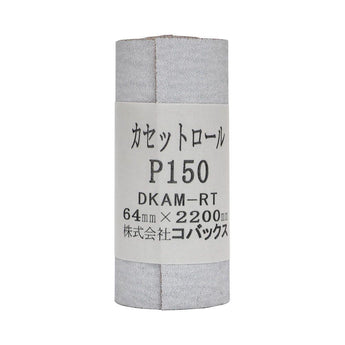 カセットロール
P150
DKAM-RT
64mm×2200mm
株式会社コバックス